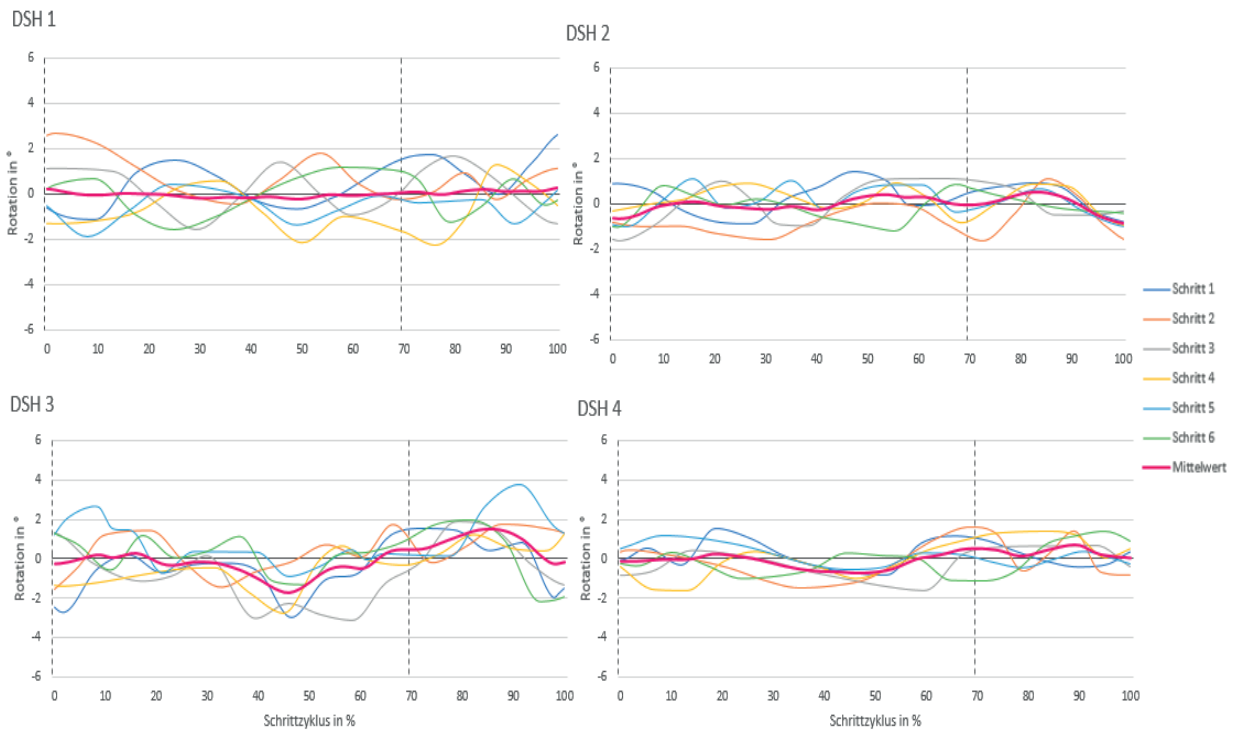 DSH 1
6
4
2
0
-2
-4
-6
Rotation in °
0 10 20 30 40 50 60 70 80 90 100
DSH 2
6
4
2
0
-2
-4
-6
Rotation in °
0 10 20 30 40 50 60 70 80 90 100
Schritt 1
Schritt 2
Schritt 3
Schritt 4
Schritt 5
Schritt 6
Mittelwert
DSH 3
6
4
2
0
-2
-4
-6
Rotation in °
0 10 20 30 40 50 60 70 80 90 100
Schrittzyklus in %
DSH 4
6
4
2
0
-2
-4
-6
Rotation in °
0 10 20 30 40 50 60 70 80 90 100
Schrittzyklus in %